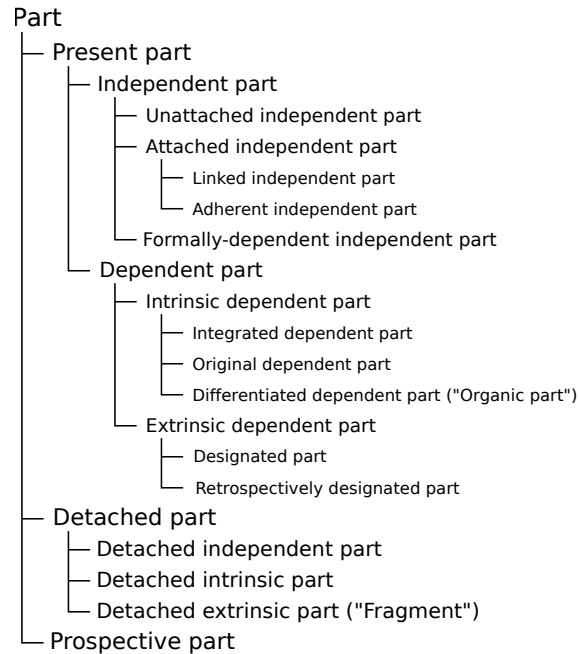 Part
Present part
Independent part
Unattached independent part
Attached independent part
Linked independent part
Adherent independent part
Formally-dependent independent part
Dependent part
Intrinsic dependent part
Integrated dependent part
Original dependent part
Differentiated dependent part ("Organic part")
Extrinsic dependent part
Designated part
Retrospectively designated part
Detached part
Detached independent part
Detached intrinsic part
Detached extrinsic part ("Fragment")
Prospective part